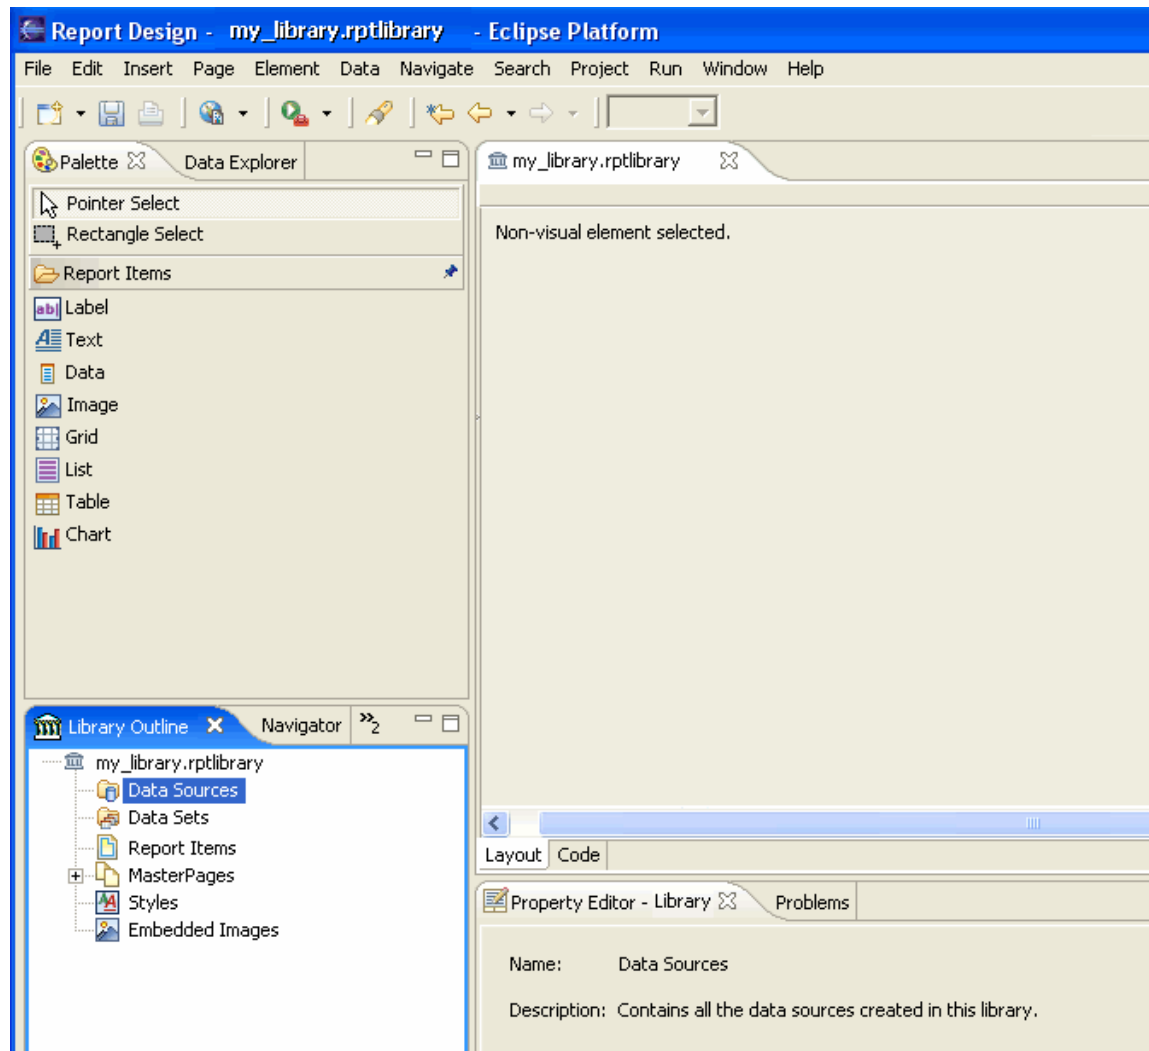 Report Design - my_library.rptlibrary - Eclipse Platform
File Edit Insert Page Element Data Navigate Search Project Run Window Help
Palette Data Explorer
my_library.rptlibrary
Pointer Select
Rectangle Select
Report Items
ab| Label
Text
Data
Image
Grid
List
Table
Chart
Non-visual element selected.
Layout Code
Library Outline Navigator »2
my_library.rptlibrary
Data Sources
Data Sets
Report Items
MasterPages
Styles
Embedded Images
Property Editor - Library Problems
Name: Data Sources
Description: Contains all the data sources created in this library.